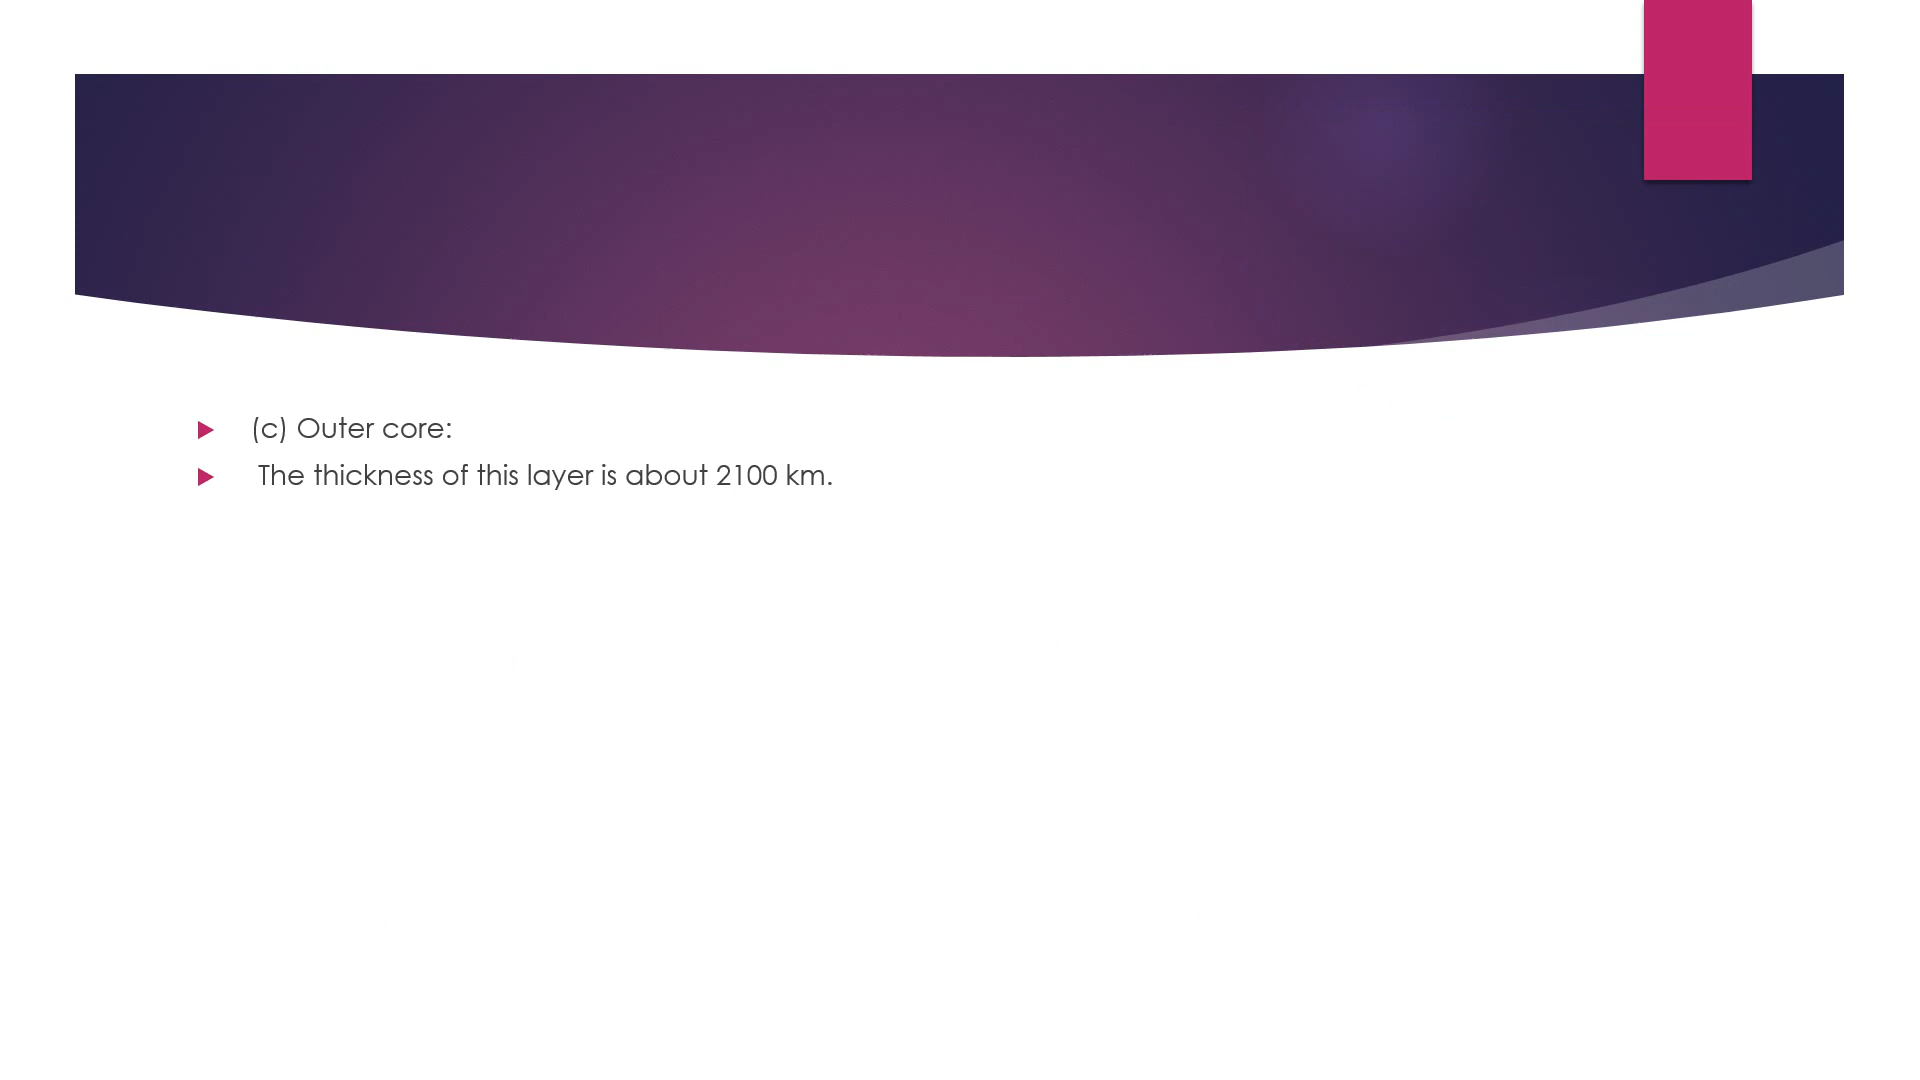 (c) Outer core:
The thickness of this layer is about 2100 km.